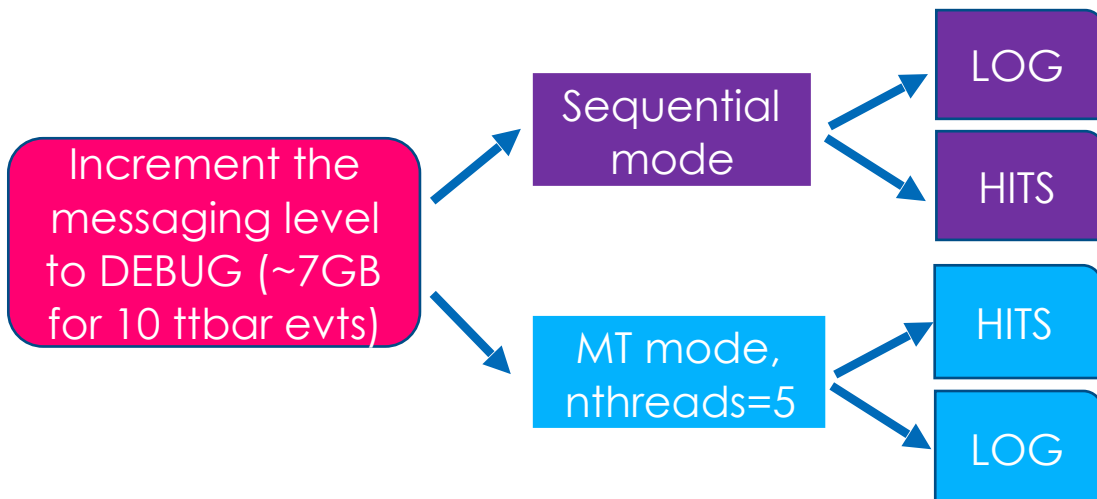 Increment the
messaging level
to DEBUG (~7GB
for 10 ttbar evts)
Sequential
mode
LOG
HITS
MT mode,
nthreads=5
HITS
LOG